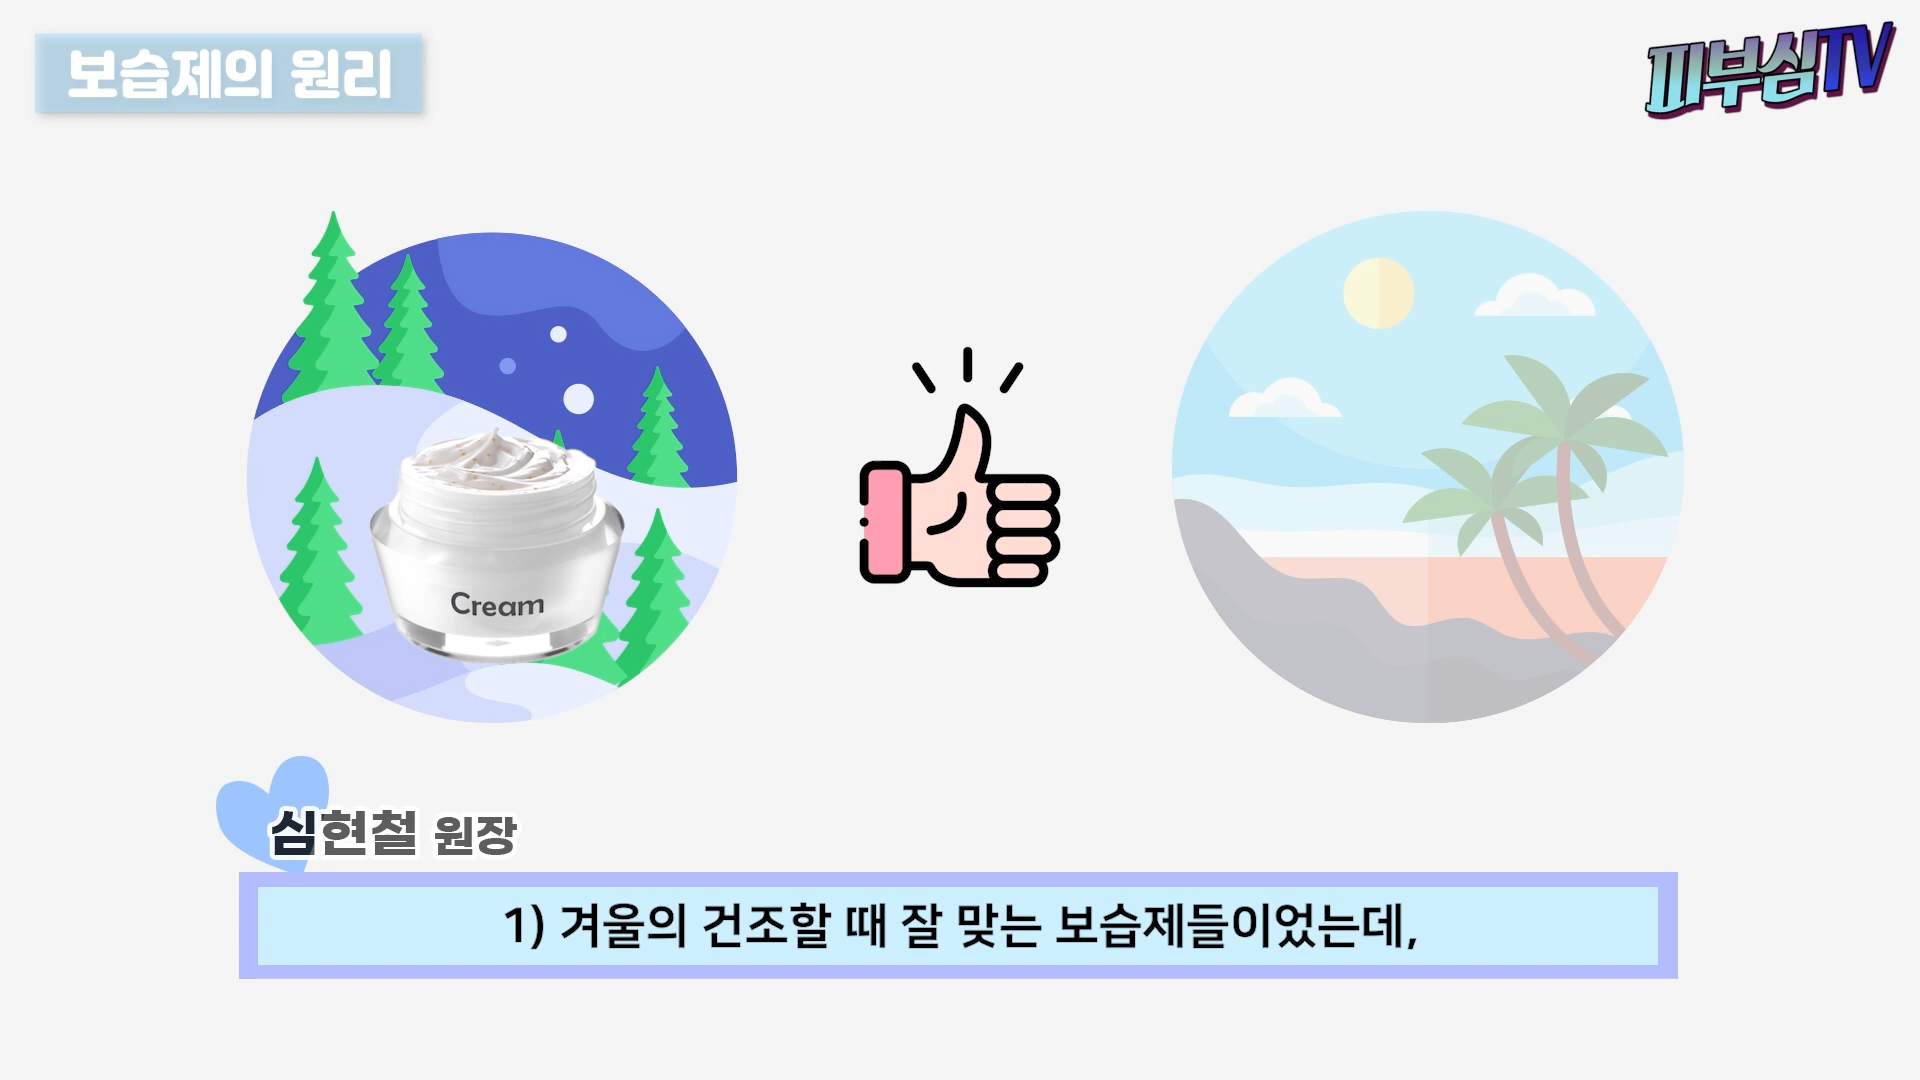 보습제의 원리
피부심TV
Cream
심현철 원장
1) 겨울의 건조할 때 잘 맞는 보습제들이었는데,